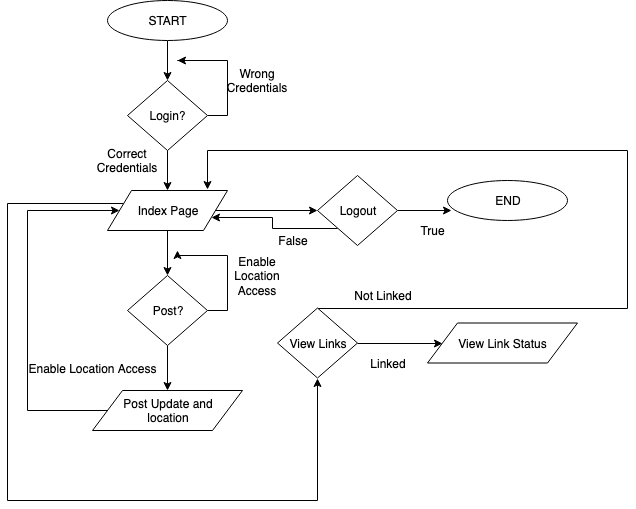 START
Wrong
Credentials
Login?
Correct
Credentials
Index Page
Logout
END
False
True
Enable
Location
Access
Post?
Not Linked
View Links
View Link Status
Linked
Enable Location Access
Post Update and
location